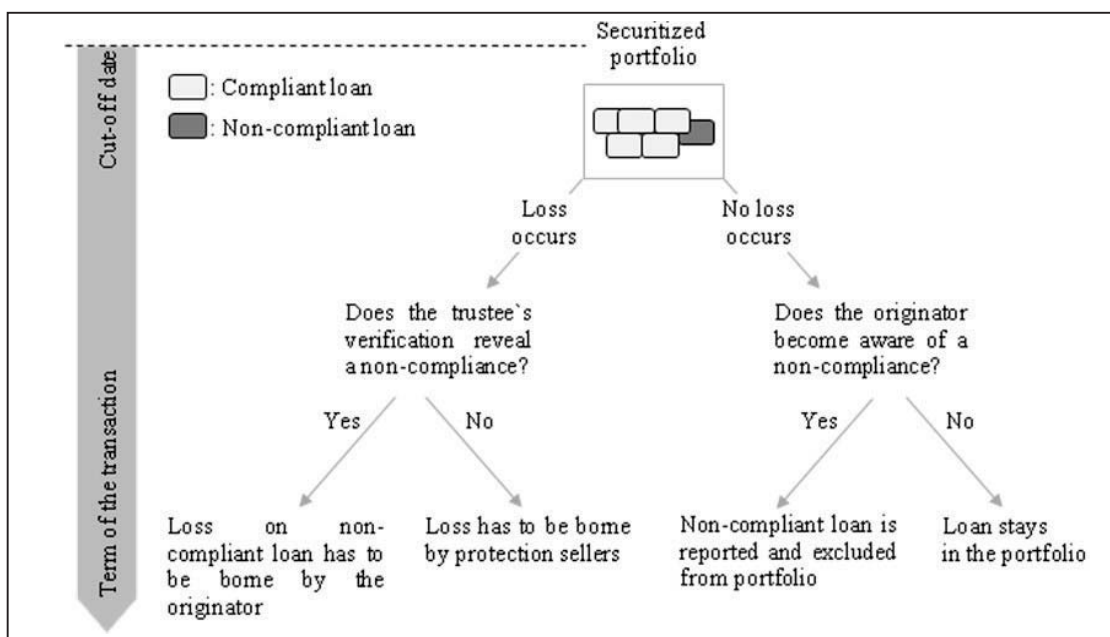 Securitized
portfolio
Cut-off date
: Compliant loan
: Non-compliant loan
Loss
occurs
No loss
occurs
Does the trustee`s
verification reveal
a non-compliance?
Does the originator
become aware of a
non-compliance?
Yes
No
Yes
No
Term of the transaction
Loss on non-
compliant loan has to
be bome by the
originator
Loss has to be bome
by protection sellers
Non-compliant loan is
reported and excluded
from portfolio
Loan stays
in the portfolio